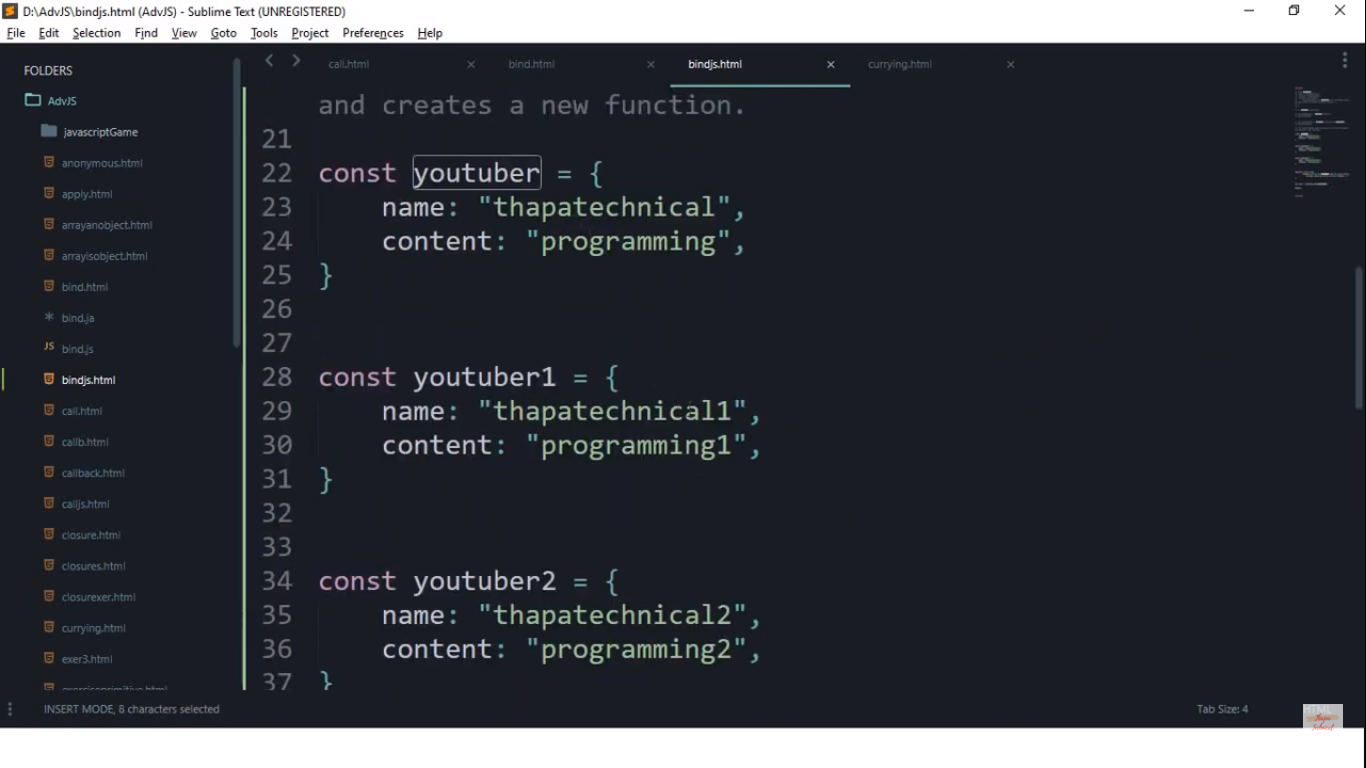 D:\AdvJS\bindjs.html (AdvJS) - Sublime Text (UNREGISTERED)
File Edit Selection Find View Goto Tools Project Preferences Help
FOLDERS
AdvJS
javascriptGame
anonymous.html
apply.html
arrayanobject.html
arrayisobject.html
bind.html
bind.ja
JS bind.js
bindjs.html
call.html
callb.html
callback.html
calljs.html
closure.html
closures.html
closurexer.html
currying.html
exer3.html
exerciseprimitive.html
call.html bind.html bindjs.html currying.html
and creates a new function.
21
22 const youtuber = {
23 name: "thapatechnical",
24 content: "programming",
25 }
26
27
28 const youtuber1 = {
29 name: "thapatechnical1",
30 content: "programming1",
31 }
32
33
34 const youtuber2 = {
35 name: "thapatechnical2",
36 content: "programming2",
37 }
INSERT MODE, 8 characters selected
Tab Size: 4
HTML